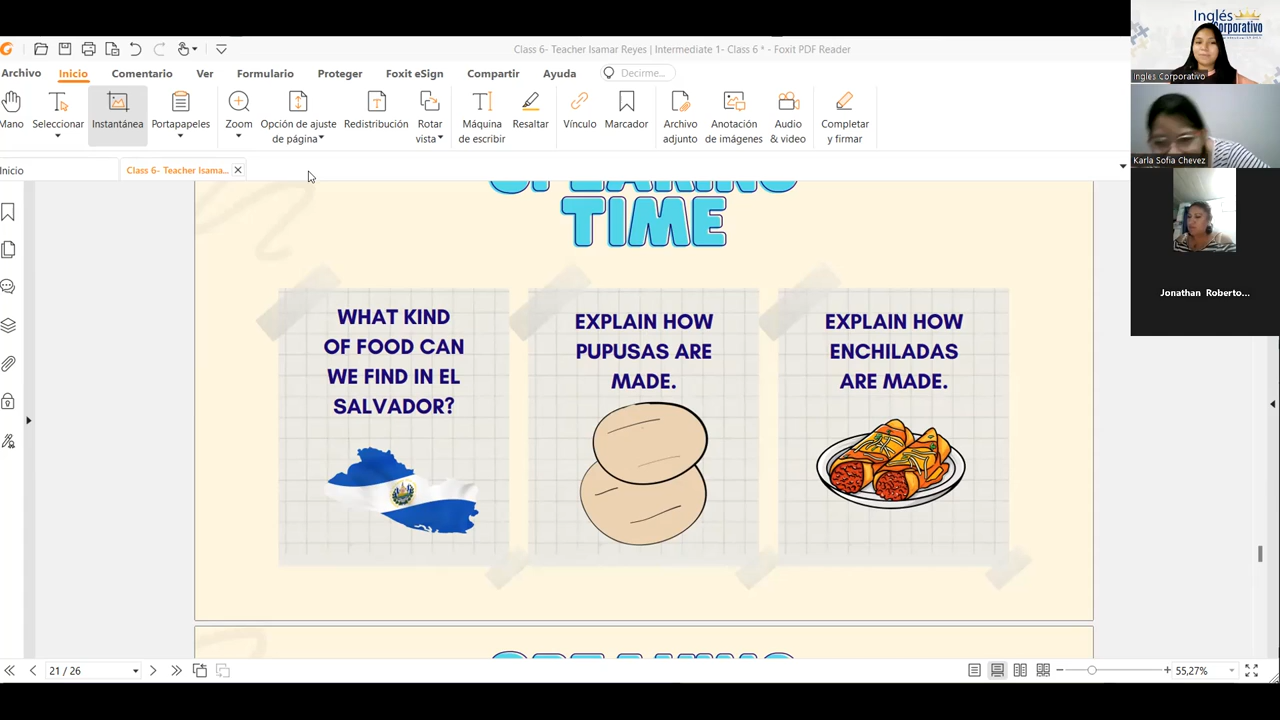 Class 6- Teacher Isamar Reyes | Intermediate 1- Class 6 * - Foxit PDF Reader
Archivo Inicio Comentario Ver Formulario Proteger Foxit eSign Compartir Ayuda Decirme...
Mano
Seleccionar
Instantánea
Portapapeles
Zoom
Opción de ajuste
de página
Redistribución
Rotar
vista
Máquina
de escribir
Resaltar
Vínculo
Marcador
Archivo
adjunto
Anotación
de imágenes
Audio
& video
Completar
y firmar
Inicio
Class 6- Teacher Isama...
SPEAKING
TIME
WHAT KIND
OF FOOD CAN
WE FIND IN EL
SALVADOR?
EXPLAIN HOW
PUPUSAS ARE
MADE.
EXPLAIN HOW
ENCHILADAS
ARE MADE.
SPEAKING
21 / 26
55,27%
Inglés
Corporativo
Ingles Corporativo
Karla Sofia Chevez
Jonathan Roberto...